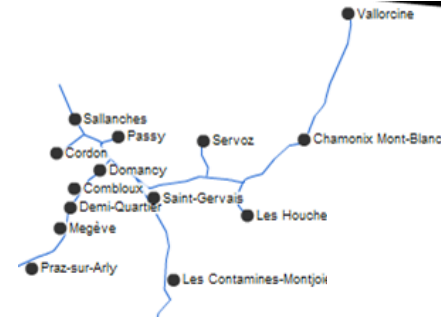 Vallorcine
Sallanches
Passy
Servoz
Chamonix Mont-Blanc
Cordon
Domancy
Combloux
Saint-Gervais
Demi-Quartier
Les Houche
Megève
Praz-sur-Arly
Les Contamines-Montjoi